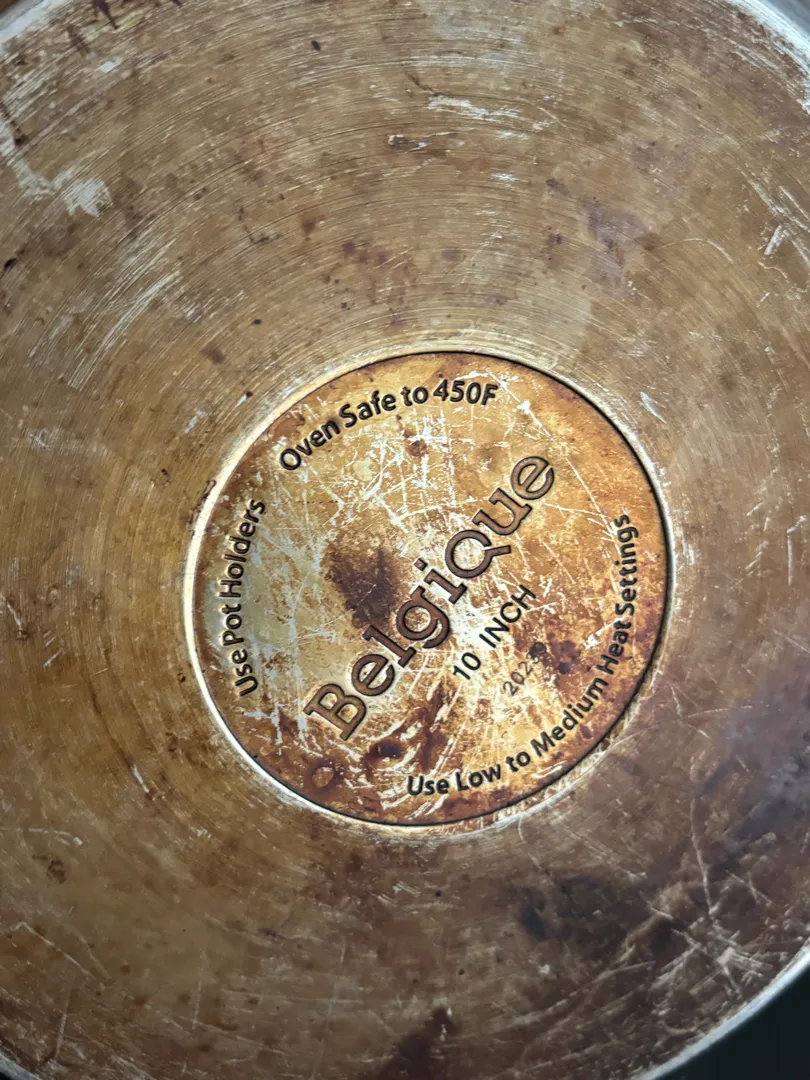 Oven Safe to 450F
Use Pot Holders
BelgiQue
10 INCH
Use Low to Medium Heat Settings